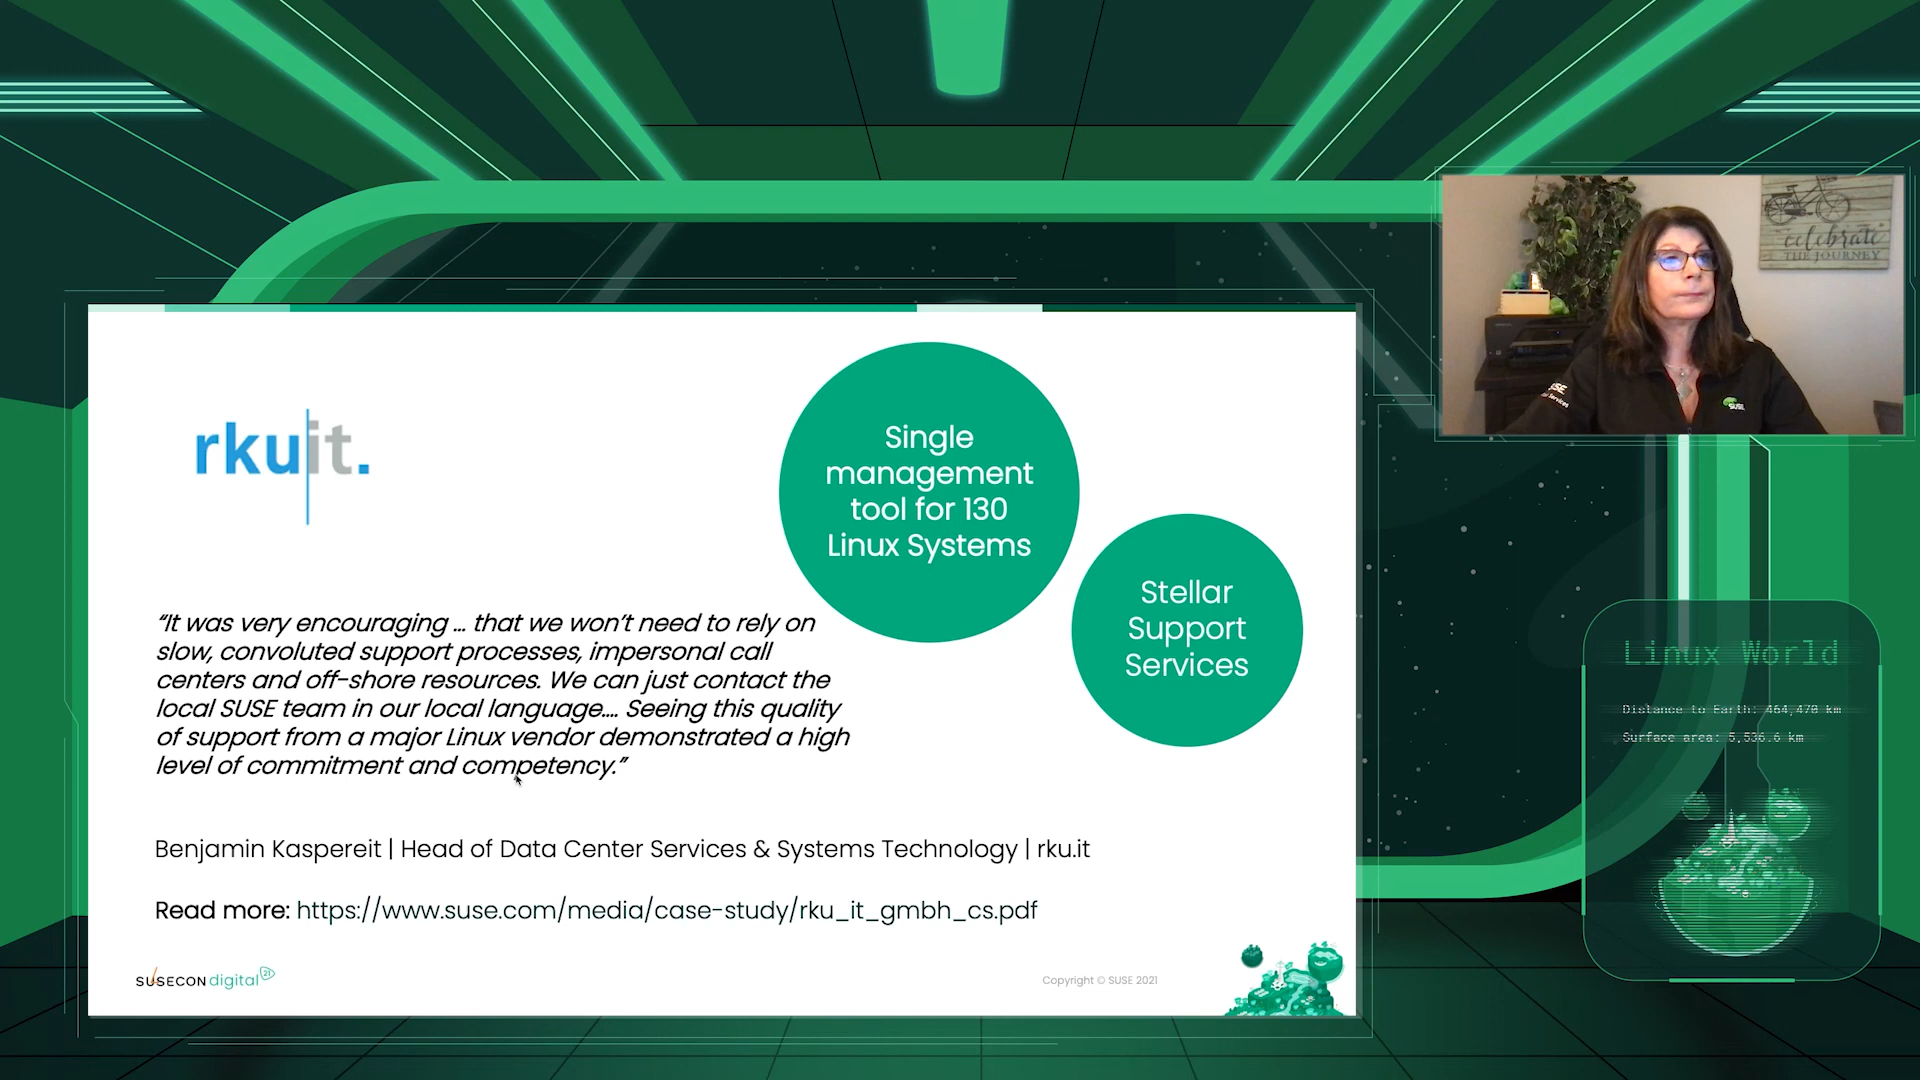 rkuit.
Single
management
tool for 130
Linux Systems
Stellar
Support
Services
“It was very encouraging ... that we won’t need to rely on
slow, convoluted support processes, impersonal call
centers and off-shore resources. We can just contact the
local SUSE team in our local language.... Seeing this quality
of support from a major Linux vendor demonstrated a high
level of commitment and competency.”
Benjamin Kaspereit | Head of Data Center Services & Systems Technology | rku.it
Read more: https://www.suse.com/media/case-study/rku_it_gmbh_cs.pdf
SUSECON digital 21
Copyright © SUSE 2021
celebrate
THE JOURNEY
SUSE
Linux World
Distance to Earth: 464,470 km
Surface area: 5,536.6 km